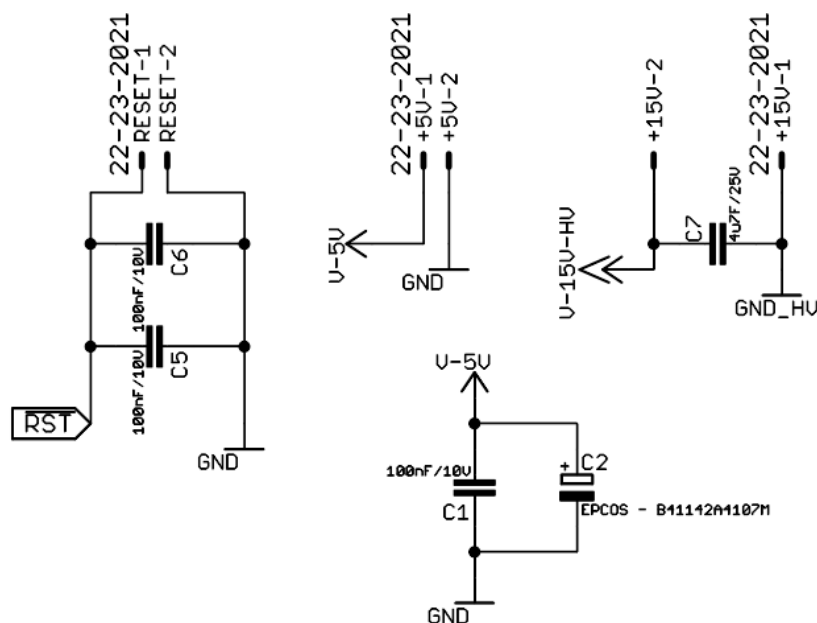 22-23-2021
RESET-1
RESET-2
C6
100nF/10V
C5
100nF/10V
RST
GND
22-23-2021
+5V-1
+5V-2
V-5V
GND
+15V-2
22-23-2021
+15V-1
C7
4u7F/25V
V-15V-HV
GND_HV
V-5V
100nF/10V
C1
+
C2
EPCOS - B41142A4107M
GND